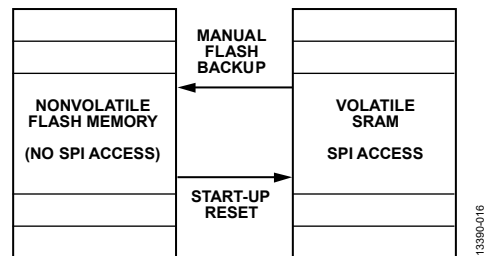 MANUAL
FLASH
BACKUP
NONVOLATILE
FLASH MEMORY
(NO SPI ACCESS)
VOLATILE
SRAM
SPI ACCESS
START-UP
RESET
13390-016